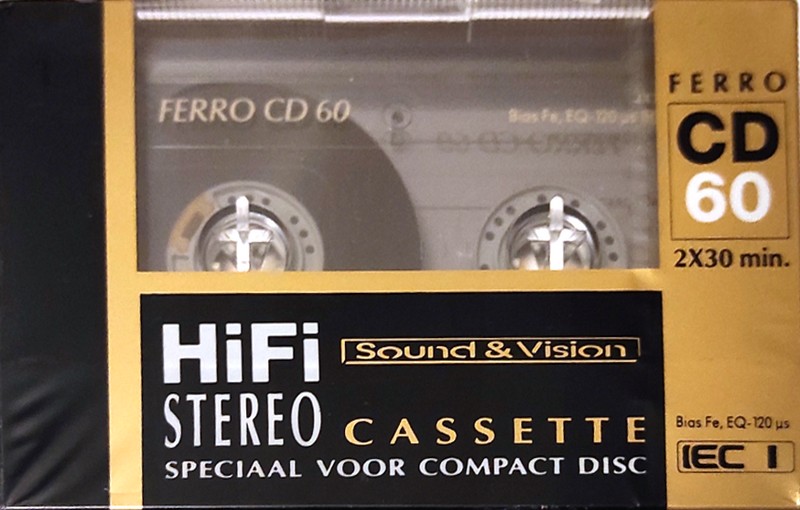 FERRO CD 60
Bias Fe, EQ-120 µs
FERRO
CD
60
2X30 min.
HiFi
Sound & Vision
STEREO
CASSETTE
SPECIAAL VOOR COMPACT DISC
Bias Fe, EQ-120 µs
IEC I